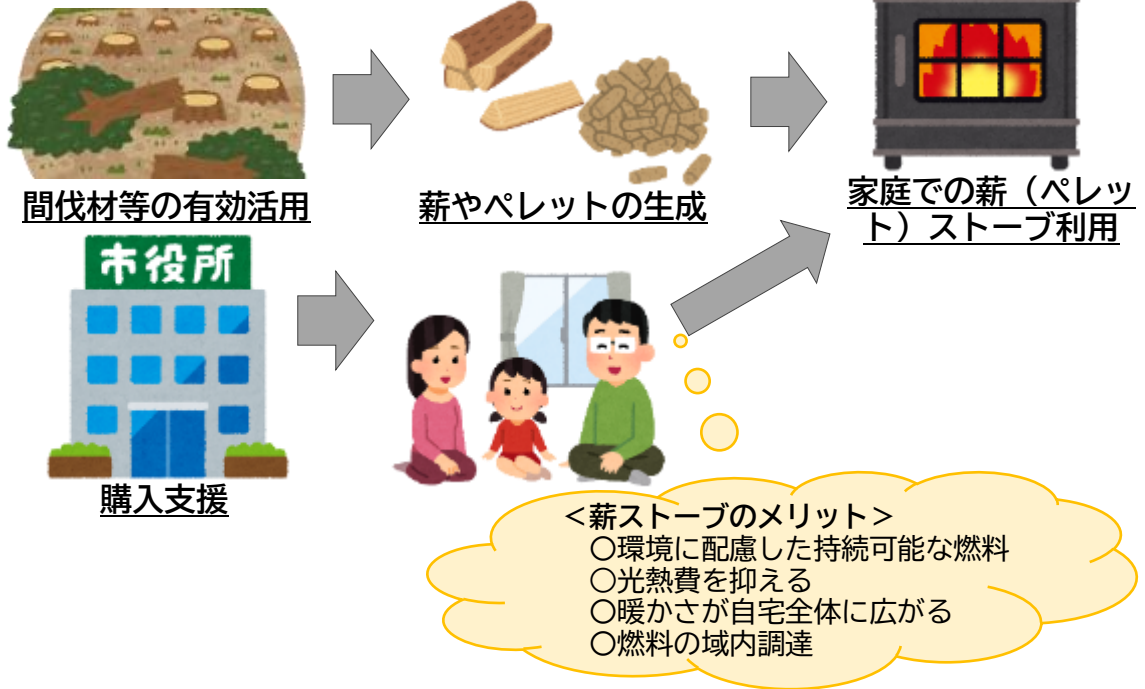 間伐材等の有効活用
薪やペレットの生成
家庭での薪（ペレッ
ト）ストーブ利用
市役所
購入支援
＜薪ストーブのメリット＞
〇環境に配慮した持続可能な燃料
〇光熱費を抑える
〇暖かさが自宅全体に広がる
〇燃料の域内調達